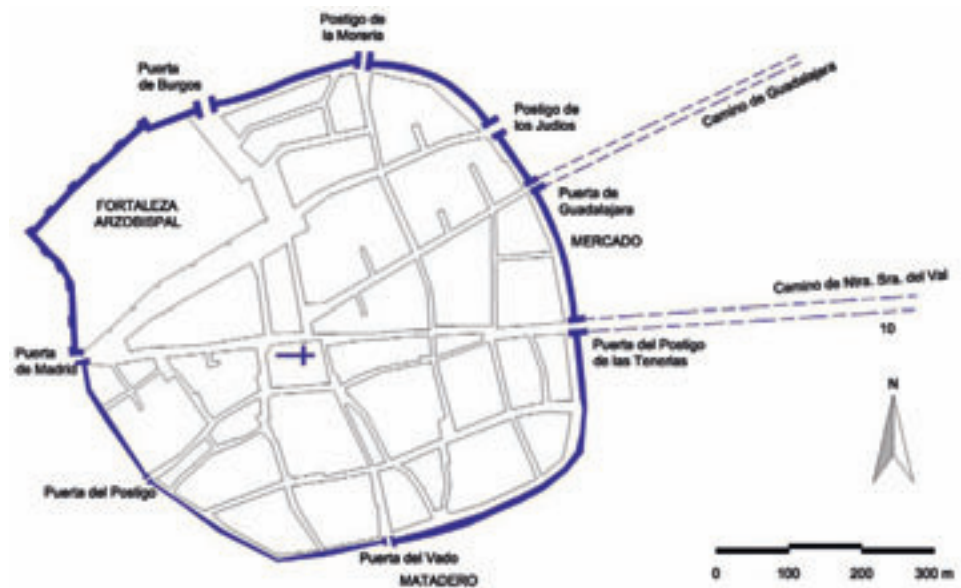 Postigo de
la Morería
Puerta
de Burgos
Postigo de
los Judíos
Camino de Guadalajara
FORTALEZA
ARZOBISPAL
Puerta de
Guadalajara
MERCADO
Camino de Ntra. Sra. del Val
10
Puerta
de Madrid
Puerta del Postigo
de las Tenerías
N
Puerta del Postigo
Puerta del Vado
MATADERO
0 100 200 300 m